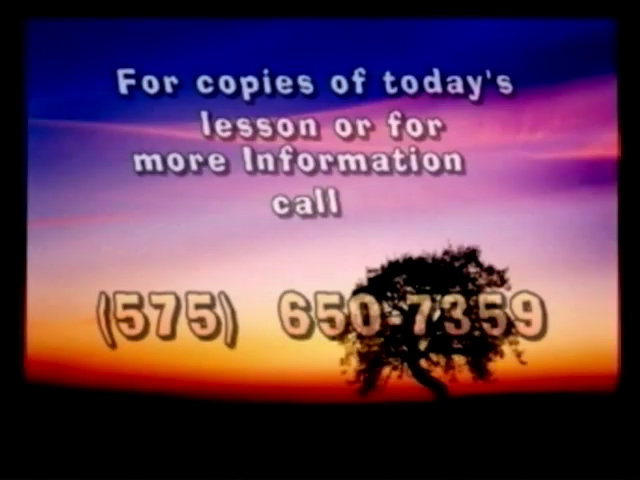 For copies of today's
lesson or for
more Information
call
(575) 650-7359